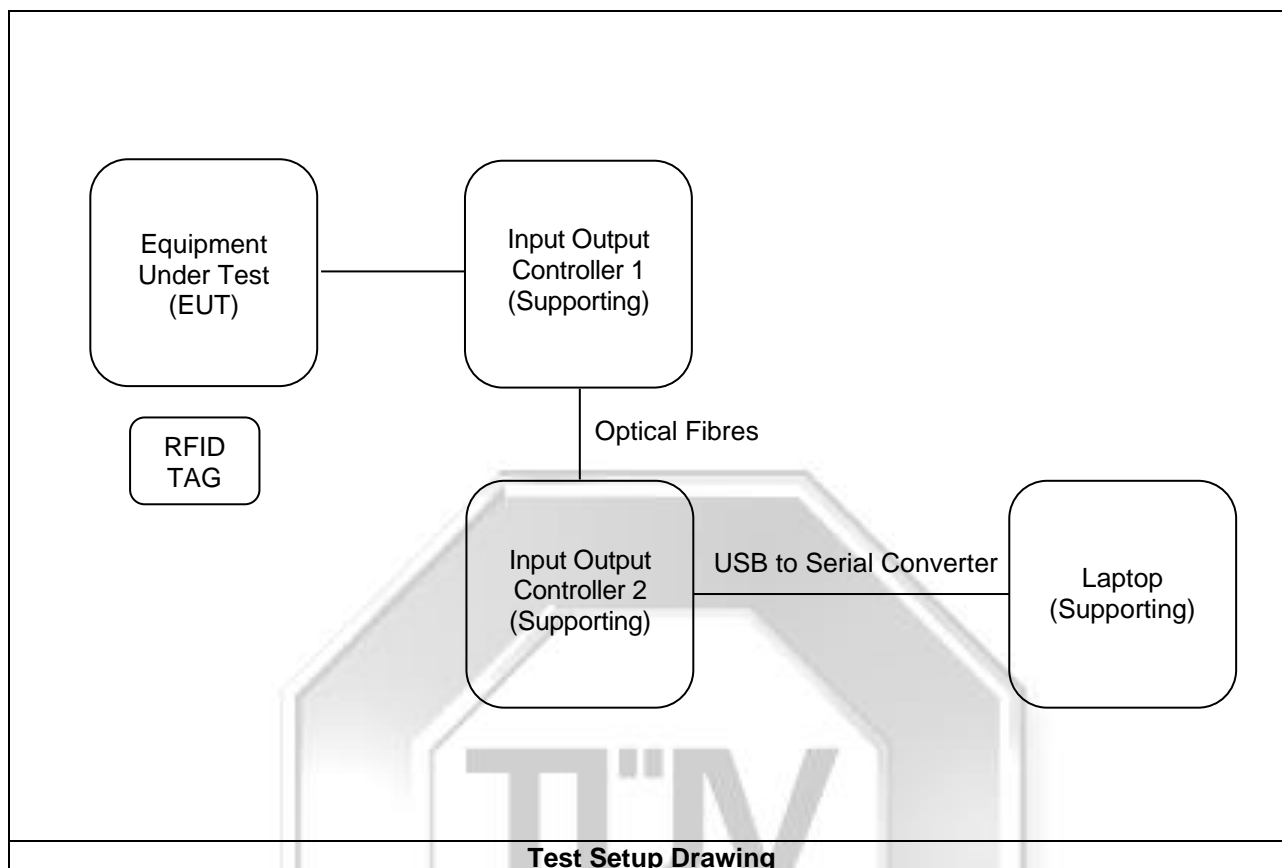 Equipment
Under Test
(EUT)
Input Output
Controller 1
(Supporting)
RFID
TAG
Optical Fibres
Input Output
Controller 2
(Supporting)
USB to Serial Converter
Laptop
(Supporting)
TÜV
Test Setup Drawing